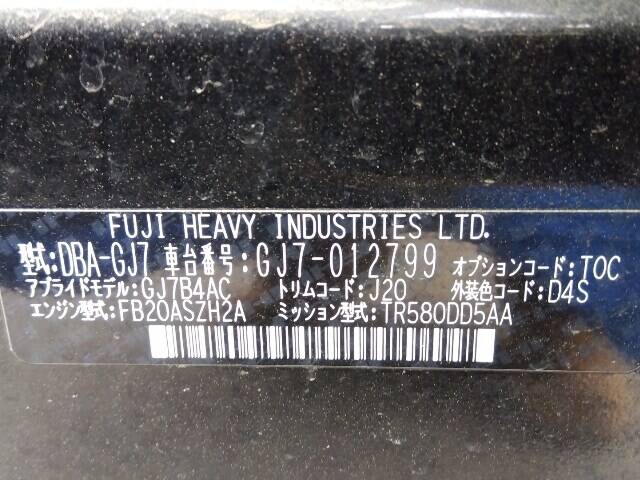 FUJI HEAVY INDUSTRIES LTD.
型式:DBA-GJ7 車台番号:GJ7-012799 オプションコード:TOC
アプライドモデル:GJ7B4AC トリムコード:J20 外装色コード:D4S
エンジン型式:FB20ASZH2A ミッション型式:TR580DD5AA